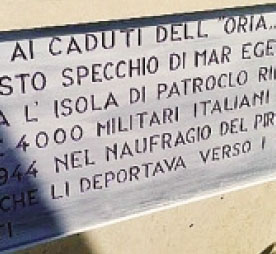 AI CADUTI DELL "ORIA...
STO SPECCHIO DI MAR EGE
A L'ISOLA DI PATROCLO RI
4000 MILITARI ITALIANI
944 NEL NAUFRAGIO DEL PIR
CHE LI DEPORTAVA VERSO I
TI